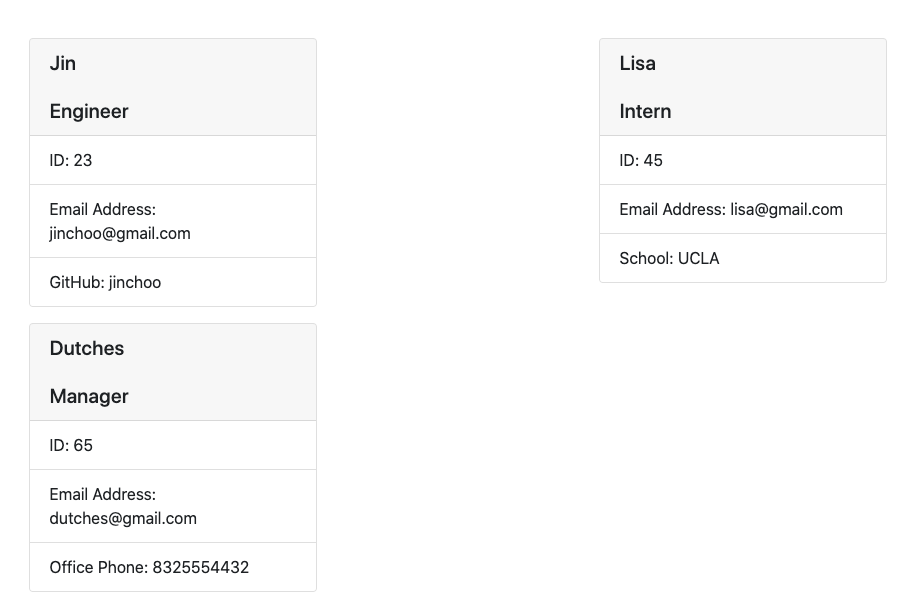 Jin
Engineer
ID: 23
Email Address:
jinchoo@gmail.com
GitHub: jinchoo
Lisa
Intern
ID: 45
Email Address: lisa@gmail.com
School: UCLA
Dutches
Manager
ID: 65
Email Address:
dutches@gmail.com
Office Phone: 8325554432